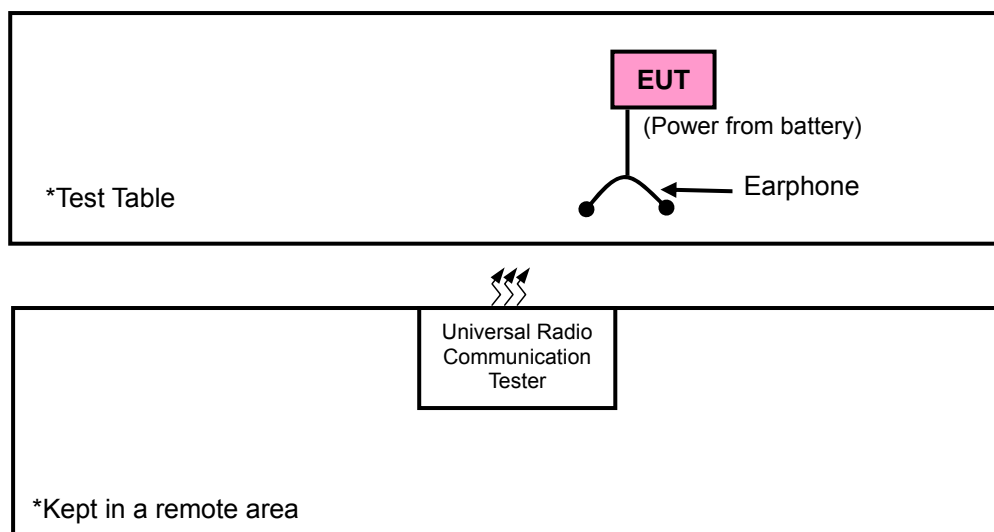 EUT
(Power from battery)
Earphone
*Test Table
Universal Radio
Communication
Tester
*Kept in a remote area